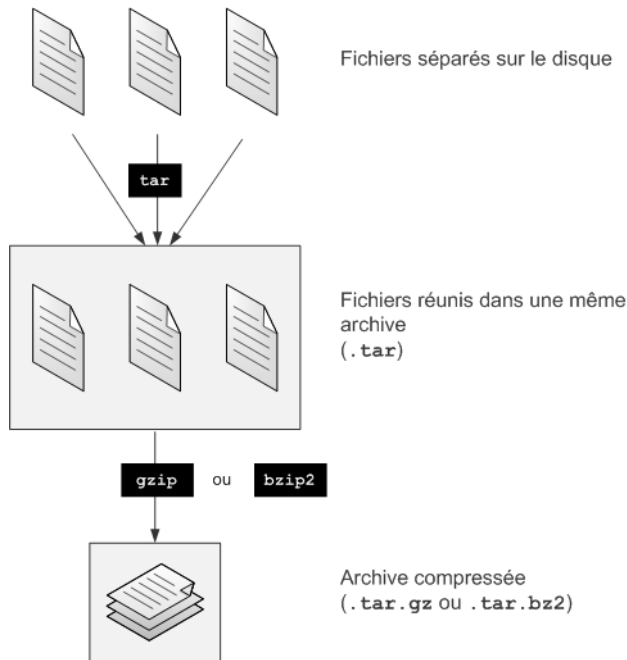 Fichiers séparés sur le disque
tar
Fichiers réunis dans une même
archive
(.tar)
gzip ou bzip2
Archive compressée
(.tar.gz ou .tar.bz2)